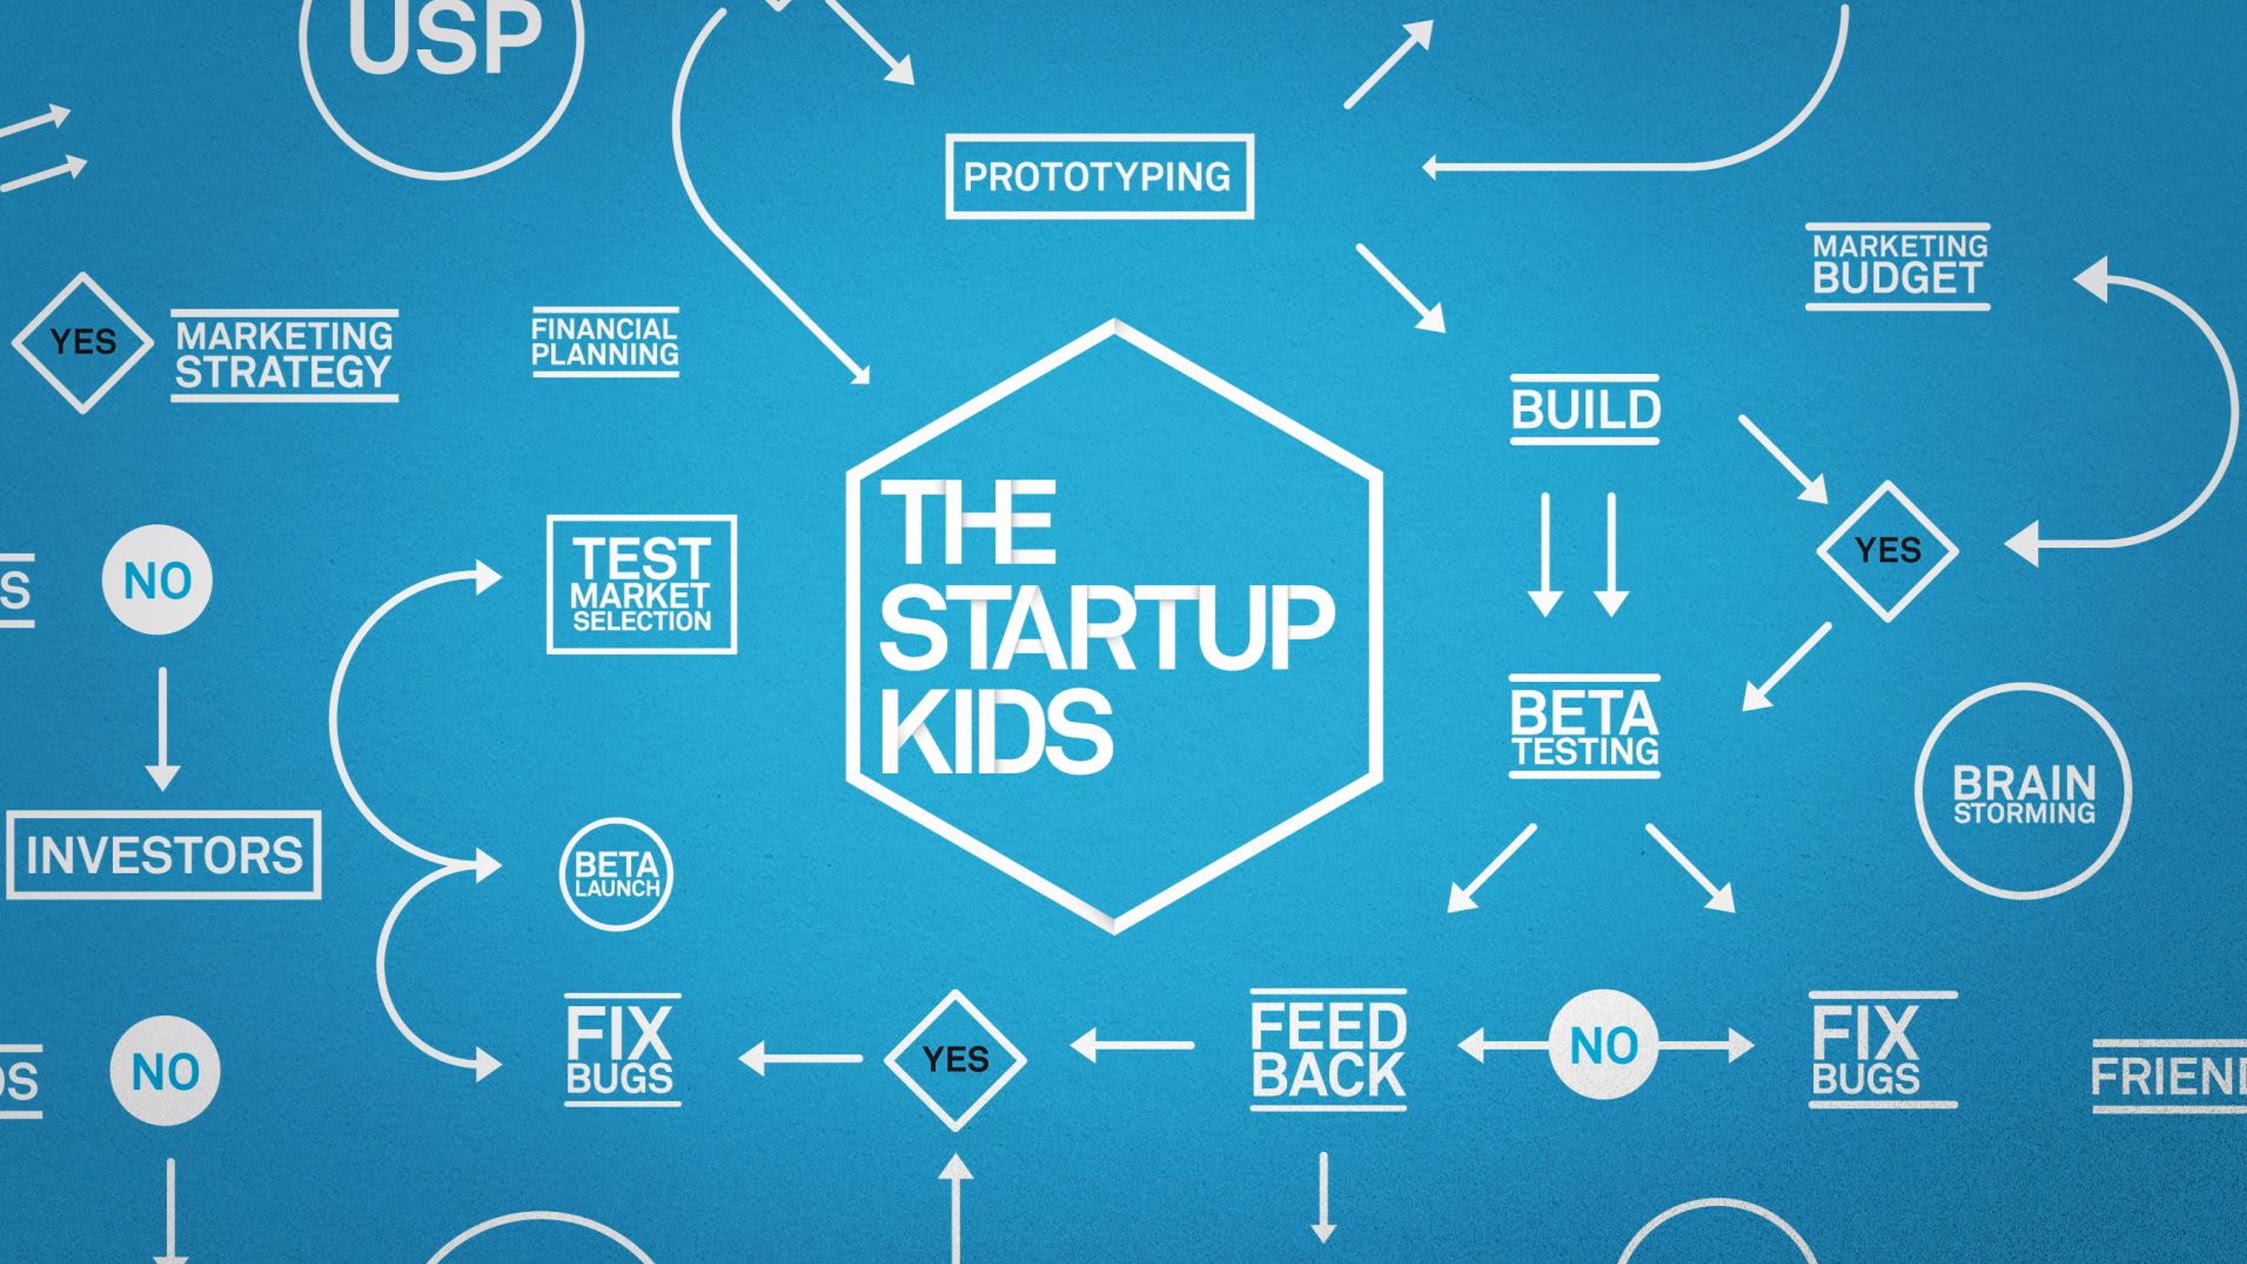 USP
PROTOTYPING
MARKETING
BUDGET
YES
MARKETING
STRATEGY
FINANCIAL
PLANNING
BUILD
THE
STARTUP
KIDS
TEST
MARKET
SELECTION
NO
S
YES
BETA
TESTING
BRAIN
STORMING
INVESTORS
BETA
LAUNCH
FIX
BUGS
YES
FEED
BACK
NO
FIX
BUGS
NO